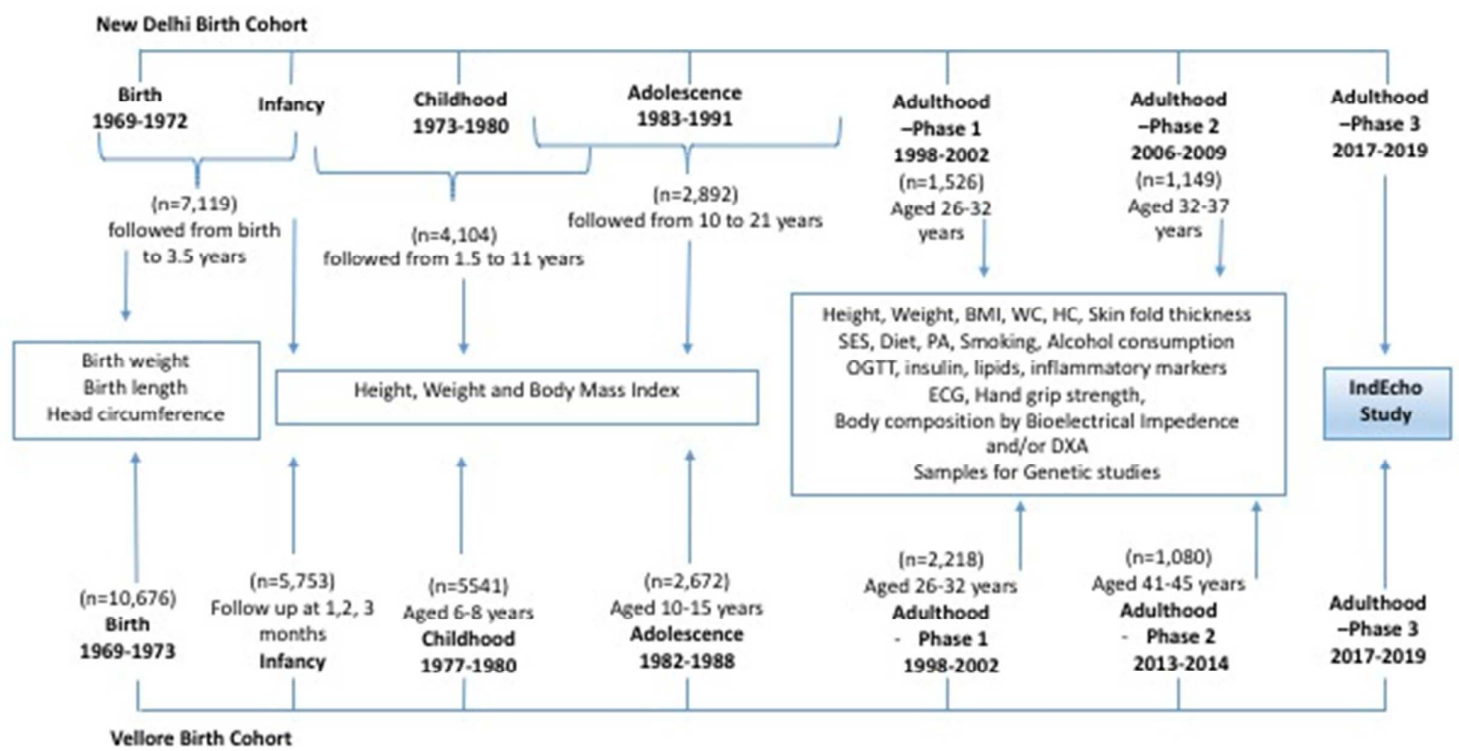 New Delhi Birth Cohort
Birth
1969-1972
Infancy
Childhood
1973-1980
Adolescence
1983-1991
Adulthood
–Phase 1
1998-2002
(n=1,526)
Aged 26-32
years
Adulthood
–Phase 2
2006-2009
(n=1,149)
Aged 32-37
years
Adulthood
–Phase 3
2017-2019
(n=7,119)
followed from birth
to 3.5 years
(n=4,104)
followed from 1.5 to 11 years
(n=2,892)
followed from 10 to 21 years
Birth weight
Birth length
Head circumference
Height, Weight and Body Mass Index
Height, Weight, BMI, WC, HC, Skin fold thickness
SES, Diet, PA, Smoking, Alcohol consumption
OGTT, insulin, lipids, inflammatory markers
ECG, Hand grip strength,
Body composition by Bioelectrical Impedence
and/or DXA
Samples for Genetic studies
IndEcho
Study
(n=10,676)
Birth
1969-1973
(n=5,753)
Follow up at 1,2, 3
months
Infancy
(n=5541)
Aged 6-8 years
Childhood
1977-1980
(n=2,672)
Aged 10-15 years
Adolescence
1982-1988
(n=2,218)
Aged 26-32 years
Adulthood
- Phase 1
1998-2002
(n=1,080)
Aged 41-45 years
Adulthood
- Phase 2
2013-2014
Adulthood
–Phase 3
2017-2019
Vellore Birth Cohort